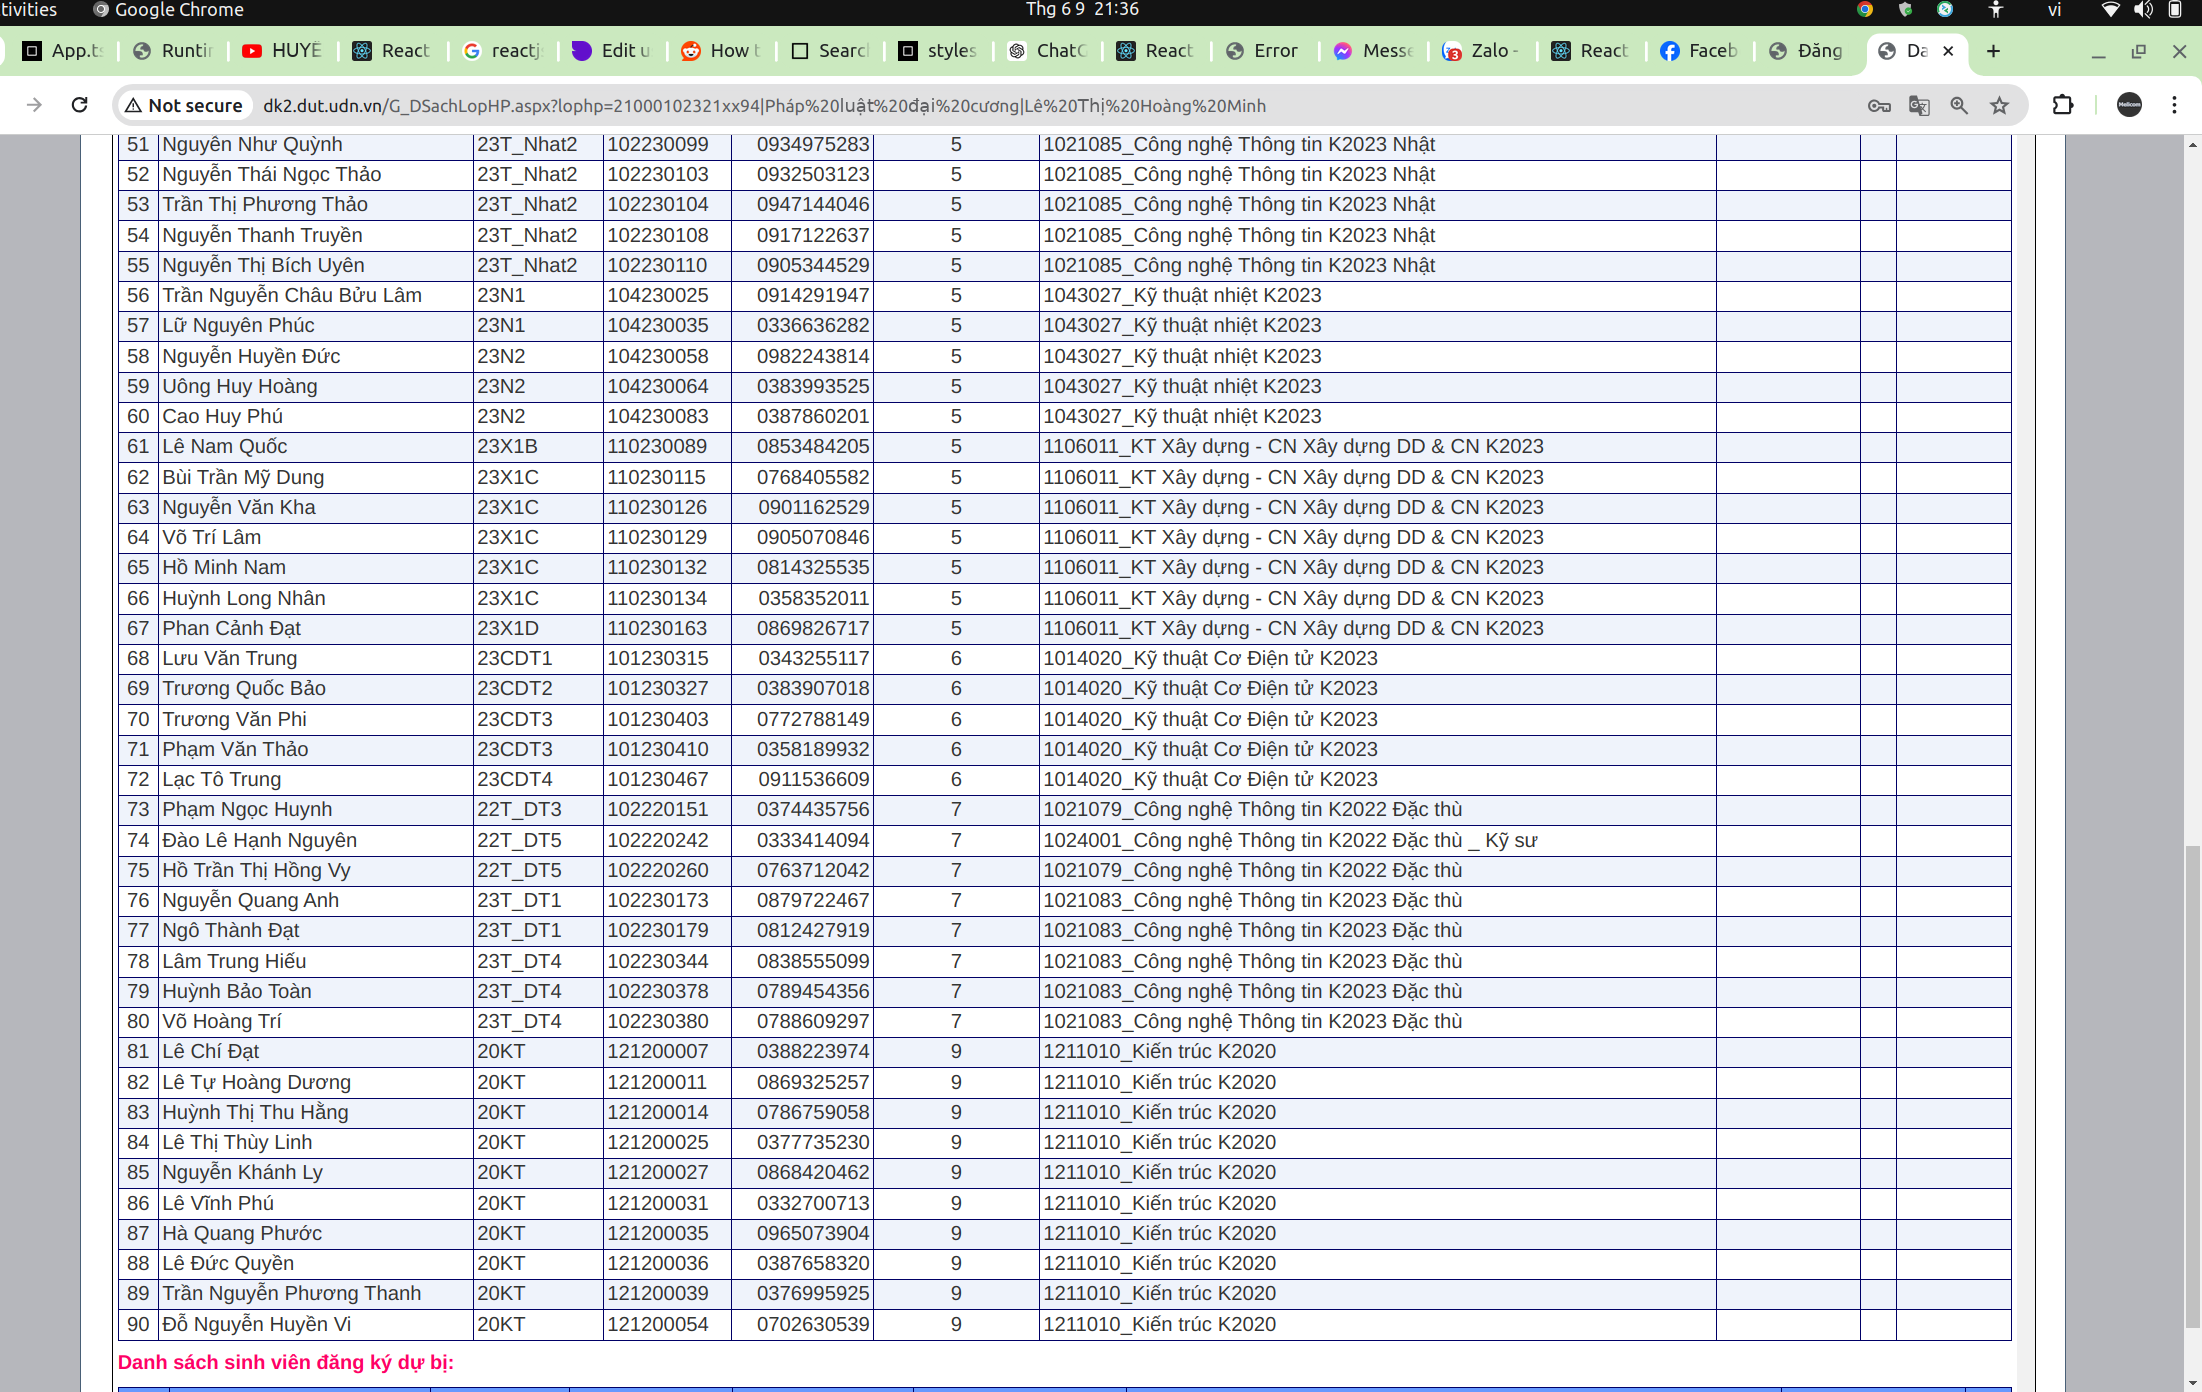 tivities Google Chrome Thg 6 9 21:36 vi
App.ts Runtir HUYỀ React reactj Edit u How t Searc styles ChatG React Error Messe Zalo - React Faceb Đăng Da
Not secure dk2.dut.udn.vn/G_DSachLopHP.aspx?lophp=21000102321xx94|Pháp%20luật%20đại%20cương|Lê%20Thị%20Hoàng%20Minh
51 Nguyễn Như Quỳnh 23T_Nhat2 102230099 0934975283 5 1021085_Công nghệ Thông tin K2023 Nhật
52 Nguyễn Thái Ngọc Thảo 23T_Nhat2 102230103 0932503123 5 1021085_Công nghệ Thông tin K2023 Nhật
53 Trần Thị Phương Thảo 23T_Nhat2 102230104 0947144046 5 1021085_Công nghệ Thông tin K2023 Nhật
54 Nguyễn Thanh Truyền 23T_Nhat2 102230108 0917122637 5 1021085_Công nghệ Thông tin K2023 Nhật
55 Nguyễn Thị Bích Uyên 23T_Nhat2 102230110 0905344529 5 1021085_Công nghệ Thông tin K2023 Nhật
56 Trần Nguyễn Châu Bửu Lâm 23N1 104230025 0914291947 5 1043027_Kỹ thuật nhiệt K2023
57 Lữ Nguyên Phúc 23N1 104230035 0336636282 5 1043027_Kỹ thuật nhiệt K2023
58 Nguyễn Huyền Đức 23N2 104230058 0982243814 5 1043027_Kỹ thuật nhiệt K2023
59 Uông Huy Hoàng 23N2 104230064 0383993525 5 1043027_Kỹ thuật nhiệt K2023
60 Cao Huy Phú 23N2 104230083 0387860201 5 1043027_Kỹ thuật nhiệt K2023
61 Lê Nam Quốc 23X1B 110230089 0853484205 5 1106011_KT Xây dựng - CN Xây dựng DD & CN K2023
62 Bùi Trần Mỹ Dung 23X1C 110230115 0768405582 5 1106011_KT Xây dựng - CN Xây dựng DD & CN K2023
63 Nguyễn Văn Kha 23X1C 110230126 0901162529 5 1106011_KT Xây dựng - CN Xây dựng DD & CN K2023
64 Võ Trí Lâm 23X1C 110230129 0905070846 5 1106011_KT Xây dựng - CN Xây dựng DD & CN K2023
65 Hồ Minh Nam 23X1C 110230132 0814325535 5 1106011_KT Xây dựng - CN Xây dựng DD & CN K2023
66 Huỳnh Long Nhân 23X1C 110230134 0358352011 5 1106011_KT Xây dựng - CN Xây dựng DD & CN K2023
67 Phan Cảnh Đạt 23X1D 110230163 0869826717 5 1106011_KT Xây dựng - CN Xây dựng DD & CN K2023
68 Lưu Văn Trung 23CDT1 101230315 0343255117 6 1014020_Kỹ thuật Cơ Điện tử K2023
69 Trương Quốc Bảo 23CDT2 101230327 0383907018 6 1014020_Kỹ thuật Cơ Điện tử K2023
70 Trương Văn Phi 23CDT3 101230403 0772788149 6 1014020_Kỹ thuật Cơ Điện tử K2023
71 Phạm Văn Thảo 23CDT3 101230410 0358189932 6 1014020_Kỹ thuật Cơ Điện tử K2023
72 Lạc Tô Trung 23CDT4 101230467 0911536609 6 1014020_Kỹ thuật Cơ Điện tử K2023
73 Phạm Ngọc Huynh 22T_DT3 102220151 0374435756 7 1021079_Công nghệ Thông tin K2022 Đặc thù
74 Đào Lê Hạnh Nguyên 22T_DT5 102220242 0333414094 7 1024001_Công nghệ Thông tin K2022 Đặc thù _ Kỹ sư
75 Hồ Trần Thị Hồng Vy 22T_DT5 102220260 0763712042 7 1021079_Công nghệ Thông tin K2022 Đặc thù
76 Nguyễn Quang Anh 23T_DT1 102230173 0879722467 7 1021083_Công nghệ Thông tin K2023 Đặc thù
77 Ngô Thành Đạt 23T_DT1 102230179 0812427919 7 1021083_Công nghệ Thông tin K2023 Đặc thù
78 Lâm Trung Hiếu 23T_DT4 102230344 0838555099 7 1021083_Công nghệ Thông tin K2023 Đặc thù
79 Huỳnh Bảo Toàn 23T_DT4 102230378 0789454356 7 1021083_Công nghệ Thông tin K2023 Đặc thù
80 Võ Hoàng Trí 23T_DT4 102230380 0788609297 7 1021083_Công nghệ Thông tin K2023 Đặc thù
81 Lê Chí Đạt 20KT 121200007 0388223974 9 1211010_Kiến trúc K2020
82 Lê Tự Hoàng Dương 20KT 121200011 0869325257 9 1211010_Kiến trúc K2020
83 Huỳnh Thị Thu Hằng 20KT 121200014 0786759058 9 1211010_Kiến trúc K2020
84 Lê Thị Thùy Linh 20KT 121200025 0377735230 9 1211010_Kiến trúc K2020
85 Nguyễn Khánh Ly 20KT 121200027 0868420462 9 1211010_Kiến trúc K2020
86 Lê Vĩnh Phú 20KT 121200031 0332700713 9 1211010_Kiến trúc K2020
87 Hà Quang Phước 20KT 121200035 0965073904 9 1211010_Kiến trúc K2020
88 Lê Đức Quyền 20KT 121200036 0387658320 9 1211010_Kiến trúc K2020
89 Trần Nguyễn Phương Thanh 20KT 121200039 0376995925 9 1211010_Kiến trúc K2020
90 Đỗ Nguyễn Huyền Vi 20KT 121200054 0702630539 9 1211010_Kiến trúc K2020
Danh sách sinh viên đăng ký dự bị: